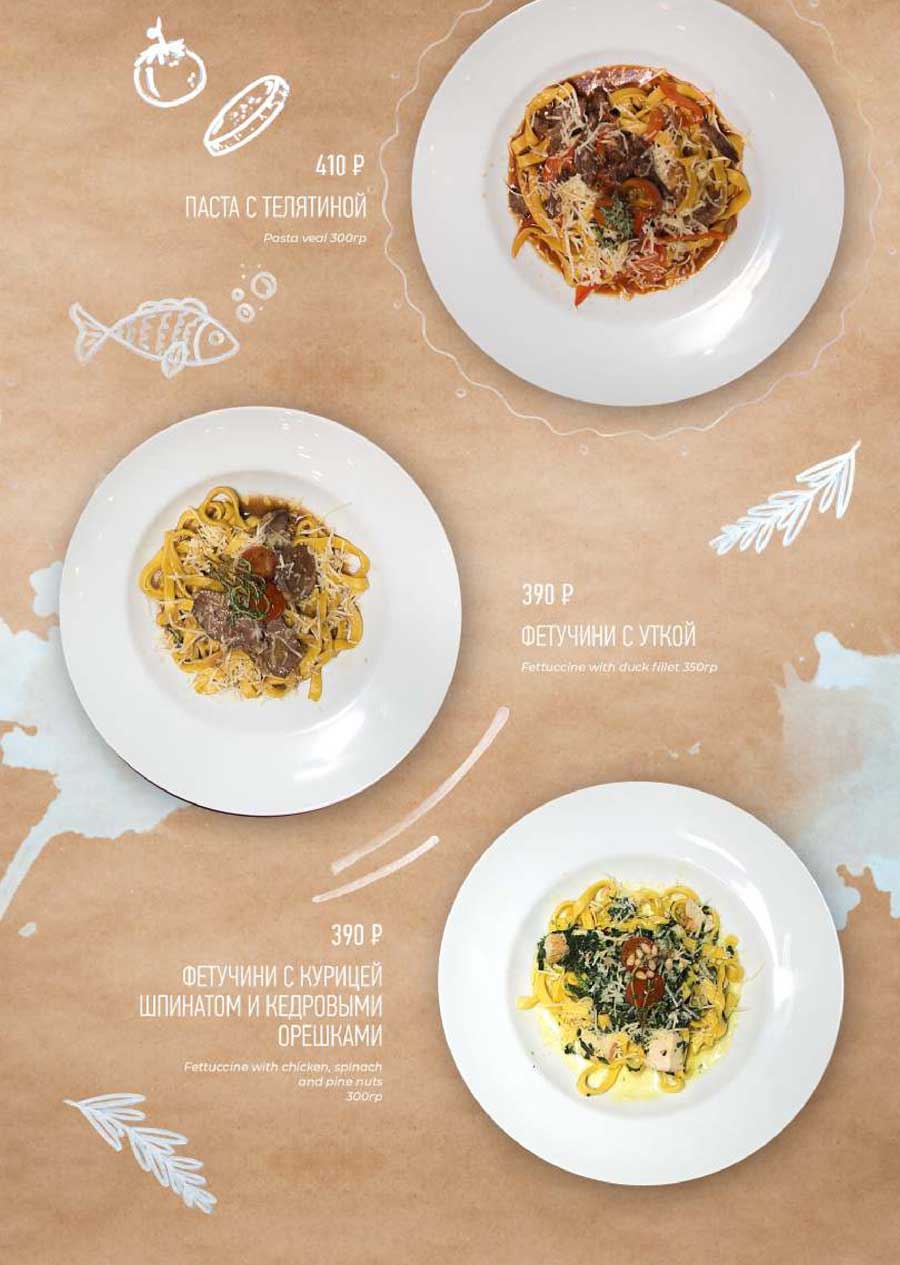 410 ₽
ПАСТА С ТЕЛЯТИНОЙ
Pasta veal 300гр
390 ₽
ФЕТУЧИНИ С УТКОЙ
Fettuccine with duck fillet 350гр
390 ₽
ФЕТУЧИНИ С КУРИЦЕЙ
ШПИНАТОМ И КЕДРОВЫМИ
ОРЕШКАМИ
Fettuccine with chicken, spinach
and pine nuts
300гр